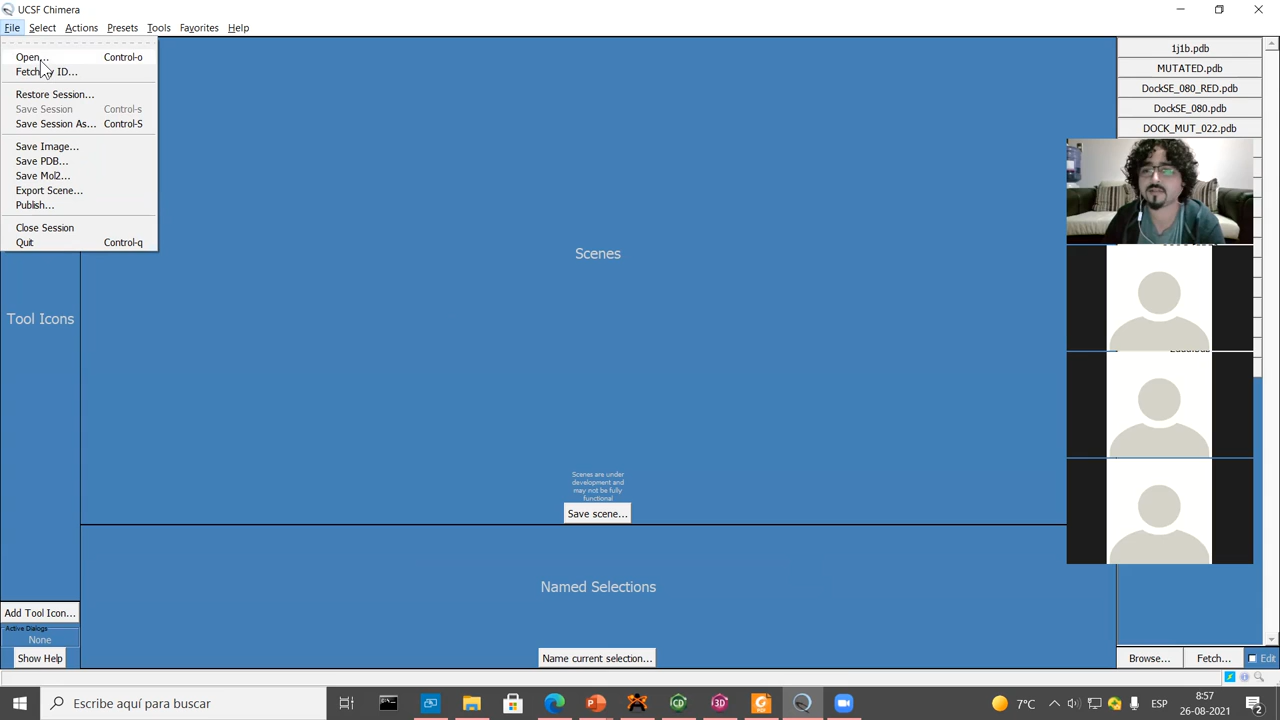 UCSF Chimera
File Select Actions Presets Tools Favorites Help
Open... Control-o
Fetch ID...
Restore Session...
Save Session Control-s
Save Session As... Control-S
Save Image...
Save PDB...
Save Mol2...
Export Scene...
Publish...
Close Session
Quit Control-q
Tool Icons
Add Tool Icon...
Active Dialogs
None
Show Help
Scenes
Scenes are under
development and
may not be fully
functional
Save scene...
Named Selections
Name current selection...
1j1b.pdb
MUTATED.pdb
DockSE_080_RED.pdb
DockSE_080.pdb
DOCK_MUT_022.pdb
Browse... Fetch... Edit
Escribe aquí para buscar
7°C ESP 8:57
26-08-2021
2